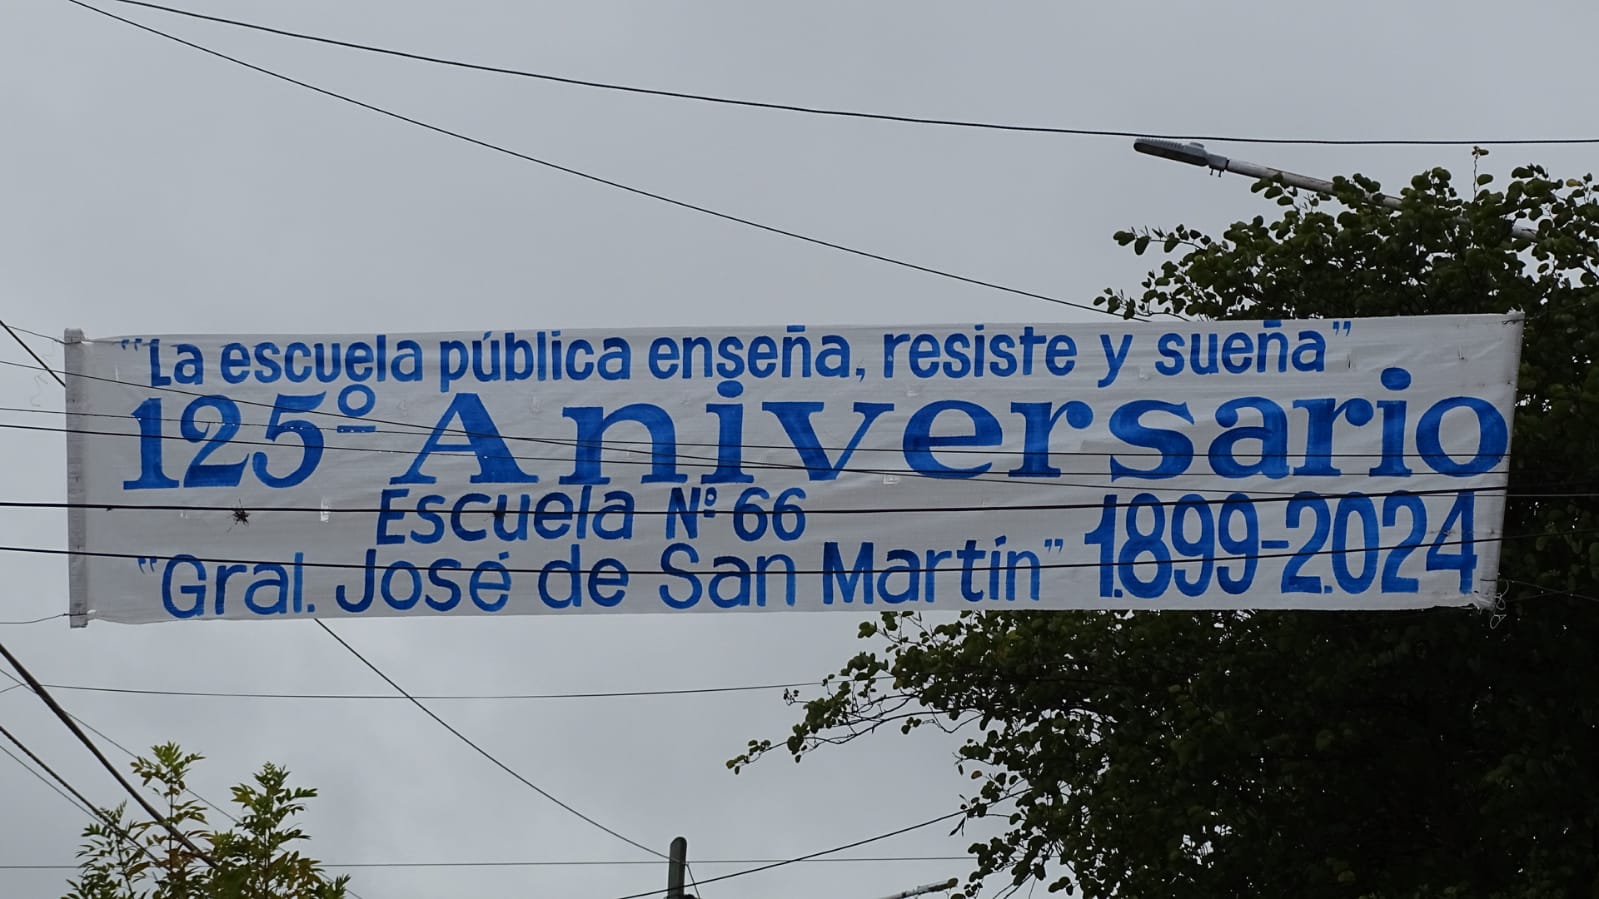 "La escuela pública enseña, resiste y sueña"
125º Aniversario
Escuela Nº 66
"Gral. José de San Martín" 1.899-2.024